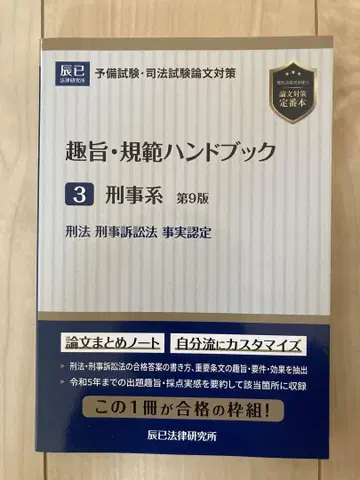 辰已
法律研究所
予備試験・司法試験論文対策
論文対策
定番本
趣旨・規範ハンドブック
3 刑事系 第9版
刑法 刑事訴訟法 事実認定
論文まとめノート 自分流にカスタマイズ
刑法・刑事訴訟法の合格答案の書き方、重要条文の趣旨・要件・効果を抽出
令和5年までの出題趣旨・採点実感を要約して該当箇所に収録
この1冊が合格の枠組!
辰已法律研究所